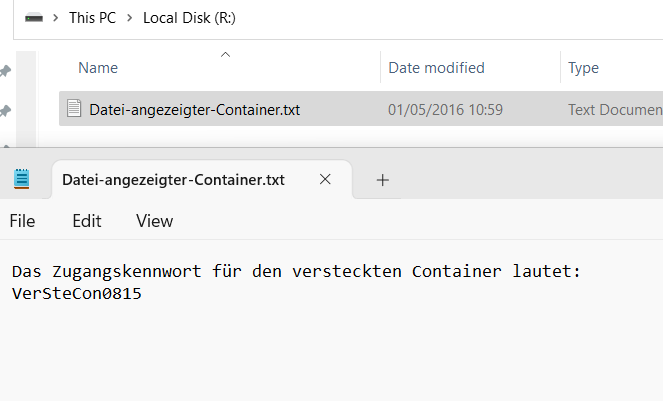 This PC > Local Disk (R:)
Name Date modified Type
Datei-angezeigter-Container.txt 01/05/2016 10:59 Text Documen
Datei-angezeigter-Container.txt
File Edit View
Das Zugangskennwort für den versteckten Container lautet:
VerSteCon0815